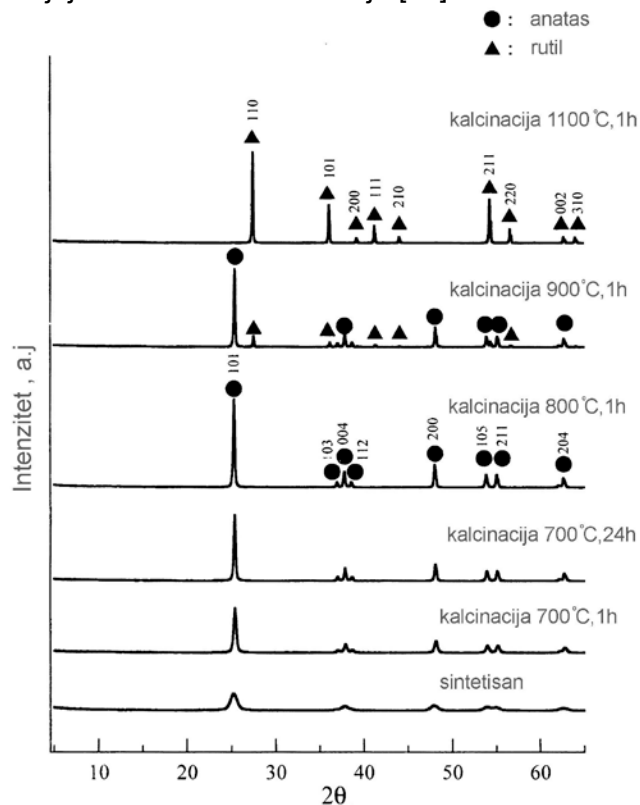 ● : anatas
▲ : rutil
kalcinacija 1100°C,1h
110
101
200
111
210
211
220
002
310
kalcinacija 900°C,1h
kalcinacija 800°C,1h
101
103
004
112
200
105
211
204
kalcinacija 700°C,24h
kalcinacija 700°C,1h
sintetisan
Intenzitet , a.j
10 20 30 40 50 60
2θ